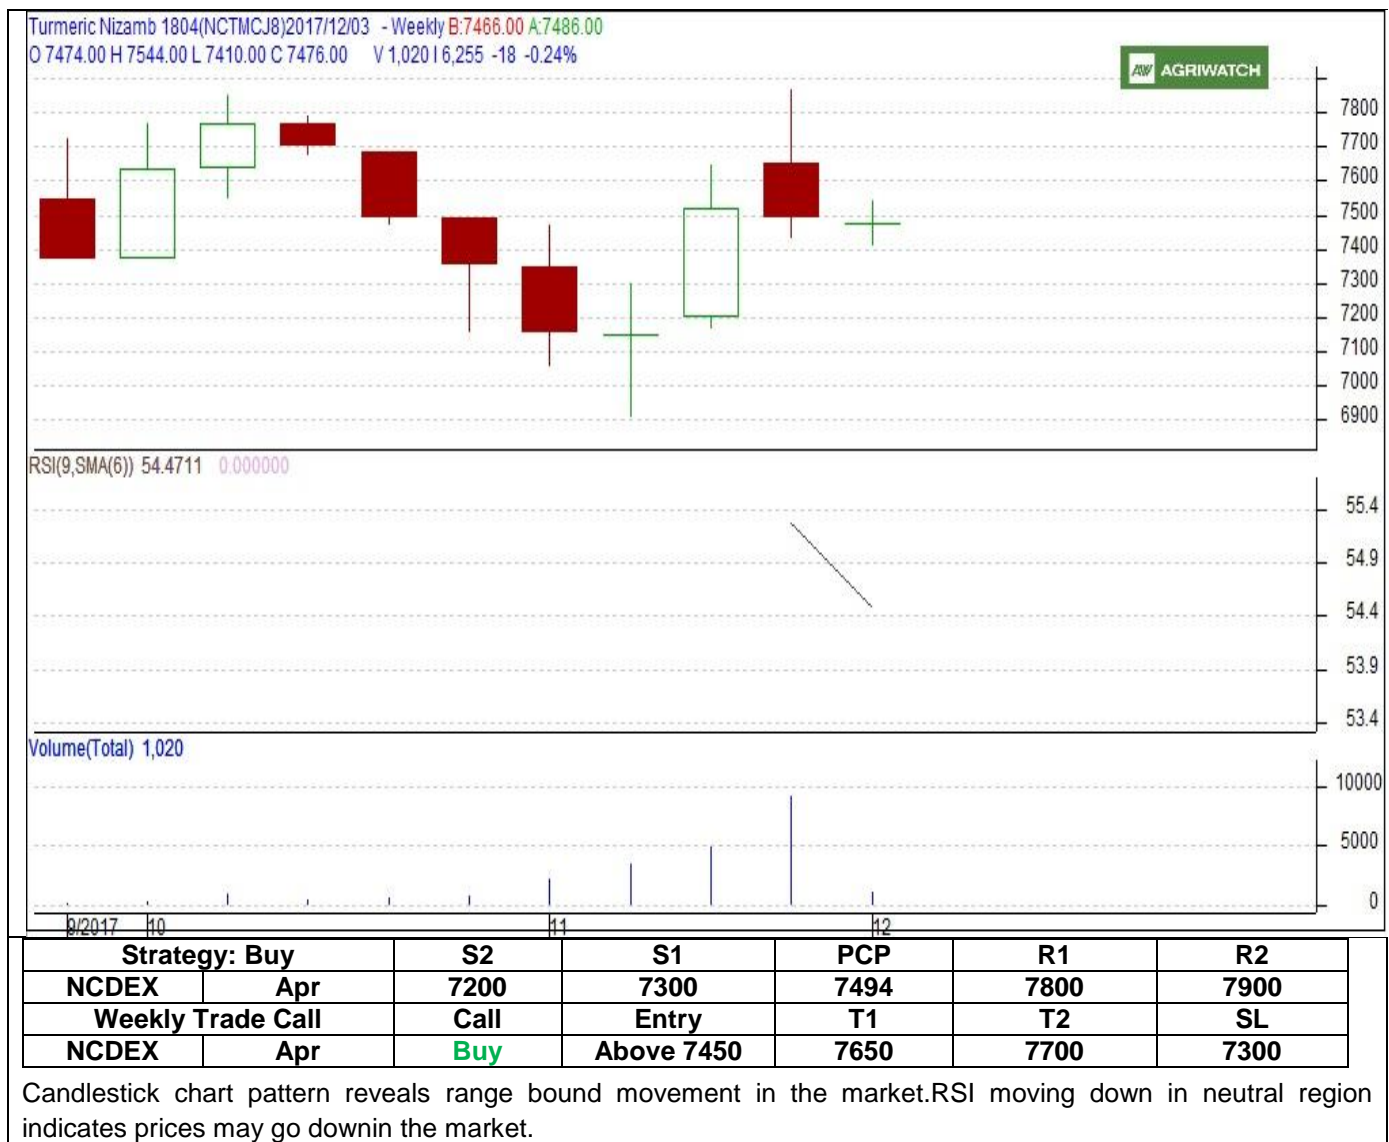 Turmeric Nizamb 1804(NCTMCJ8)2017/12/03 - Weekly B:7466.00 A:7486.00
O 7474.00 H 7544.00 L 7410.00 C 7476.00 V 1,020 I 6,255 -18 -0.24%
AW AGRIWATCH
7800
7700
7600
7500
7400
7300
7200
7100
7000
6900
RSI(9,SMA(6)) 54.4711 0.000000
55.4
54.9
54.4
53.9
53.4
Volume(Total) 1,020
10000
5000
0
9/2017 10 11 12
Strategy: Buy S2 S1 PCP R1 R2
NCDEX Apr 7200 7300 7494 7800 7900
Weekly Trade Call Call Entry T1 T2 SL
NCDEX Apr Buy Above 7450 7650 7700 7300
Candlestick chart pattern reveals range bound movement in the market.RSI moving down in neutral region
indicates prices may go downin the market.